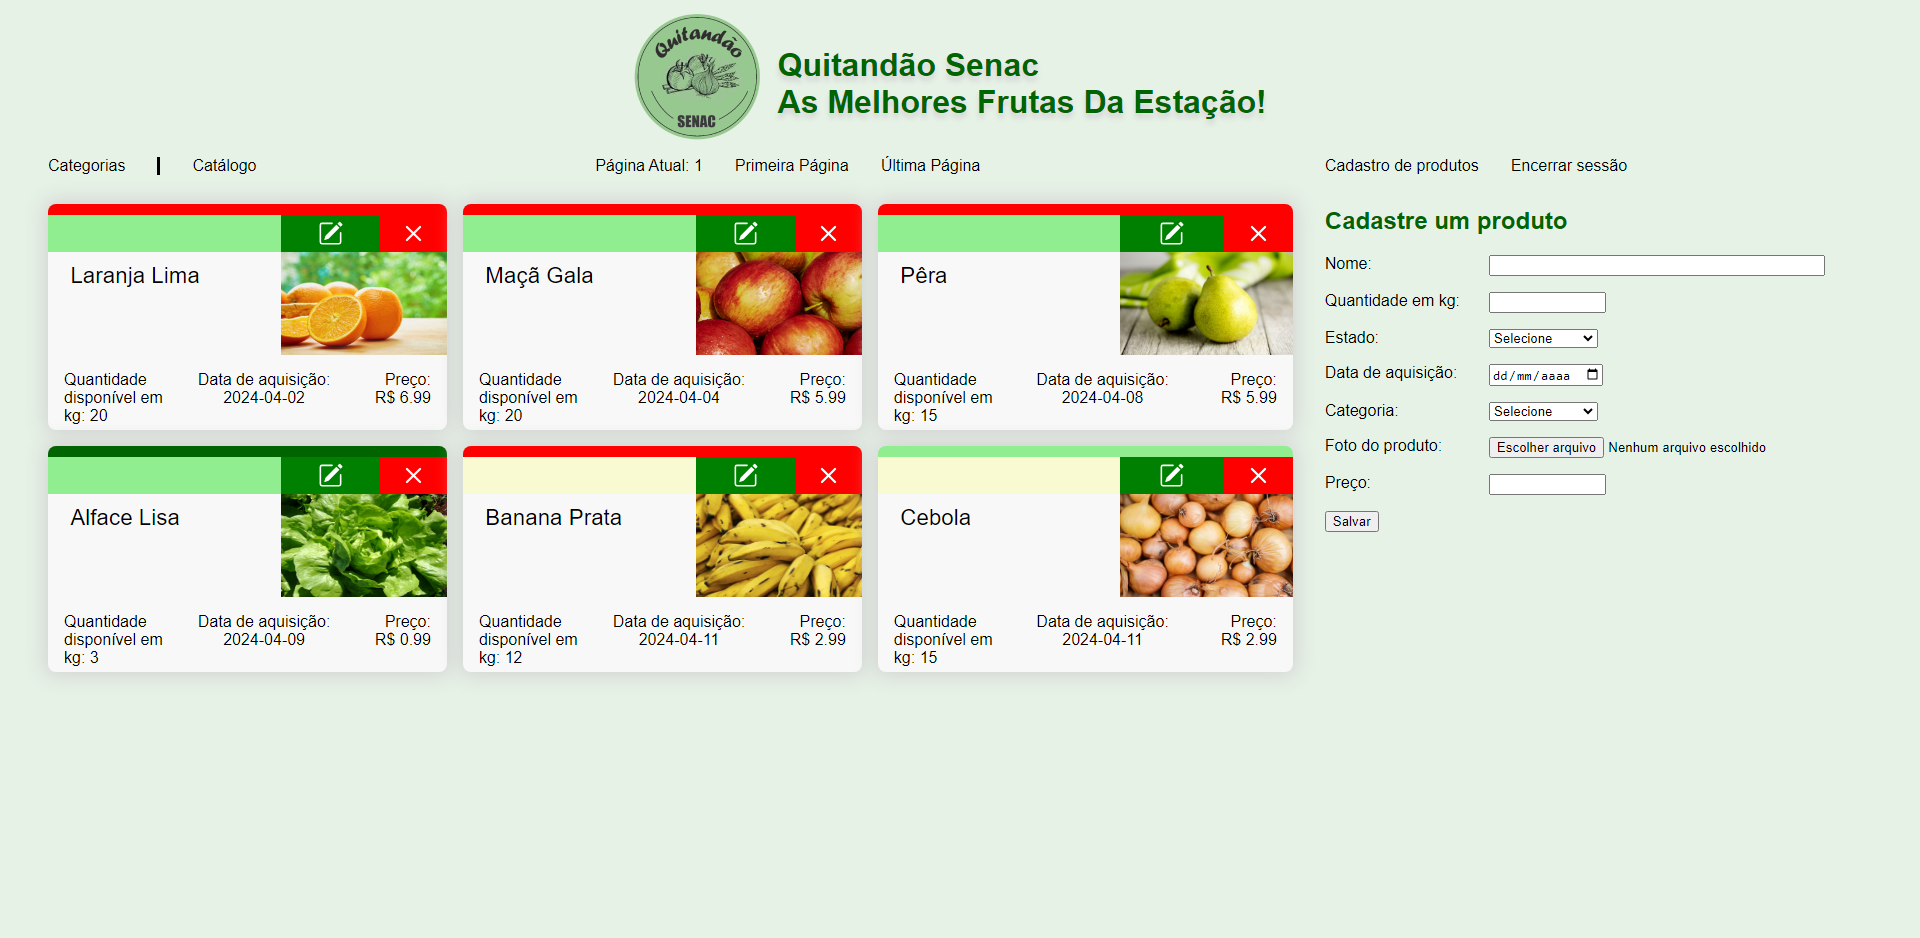 Quitandão
SENAC
Quitandão Senac
As Melhores Frutas Da Estação!
Categorias
Catálogo
Página Atual: 1
Primeira Página
Última Página
Cadastro de produtos
Encerrar sessão
Laranja Lima
Quantidade
disponível em
kg: 20
Data de aquisição:
2024-04-02
Preço:
R$ 6.99
Maçã Gala
Quantidade
disponível em
kg: 20
Data de aquisição:
2024-04-04
Preço:
R$ 5.99
Pêra
Quantidade
disponível em
kg: 15
Data de aquisição:
2024-04-08
Preço:
R$ 5.99
Alface Lisa
Quantidade
disponível em
kg: 3
Data de aquisição:
2024-04-09
Preço:
R$ 0.99
Banana Prata
Quantidade
disponível em
kg: 12
Data de aquisição:
2024-04-11
Preço:
R$ 2.99
Cebola
Quantidade
disponível em
kg: 15
Data de aquisição:
2024-04-11
Preço:
R$ 2.99
Cadastre um produto
Nome:
Quantidade em kg:
Estado: Selecione
Data de aquisição: dd/mm/aaaa
Categoria: Selecione
Foto do produto: Escolher arquivo Nenhum arquivo escolhido
Preço:
Salvar